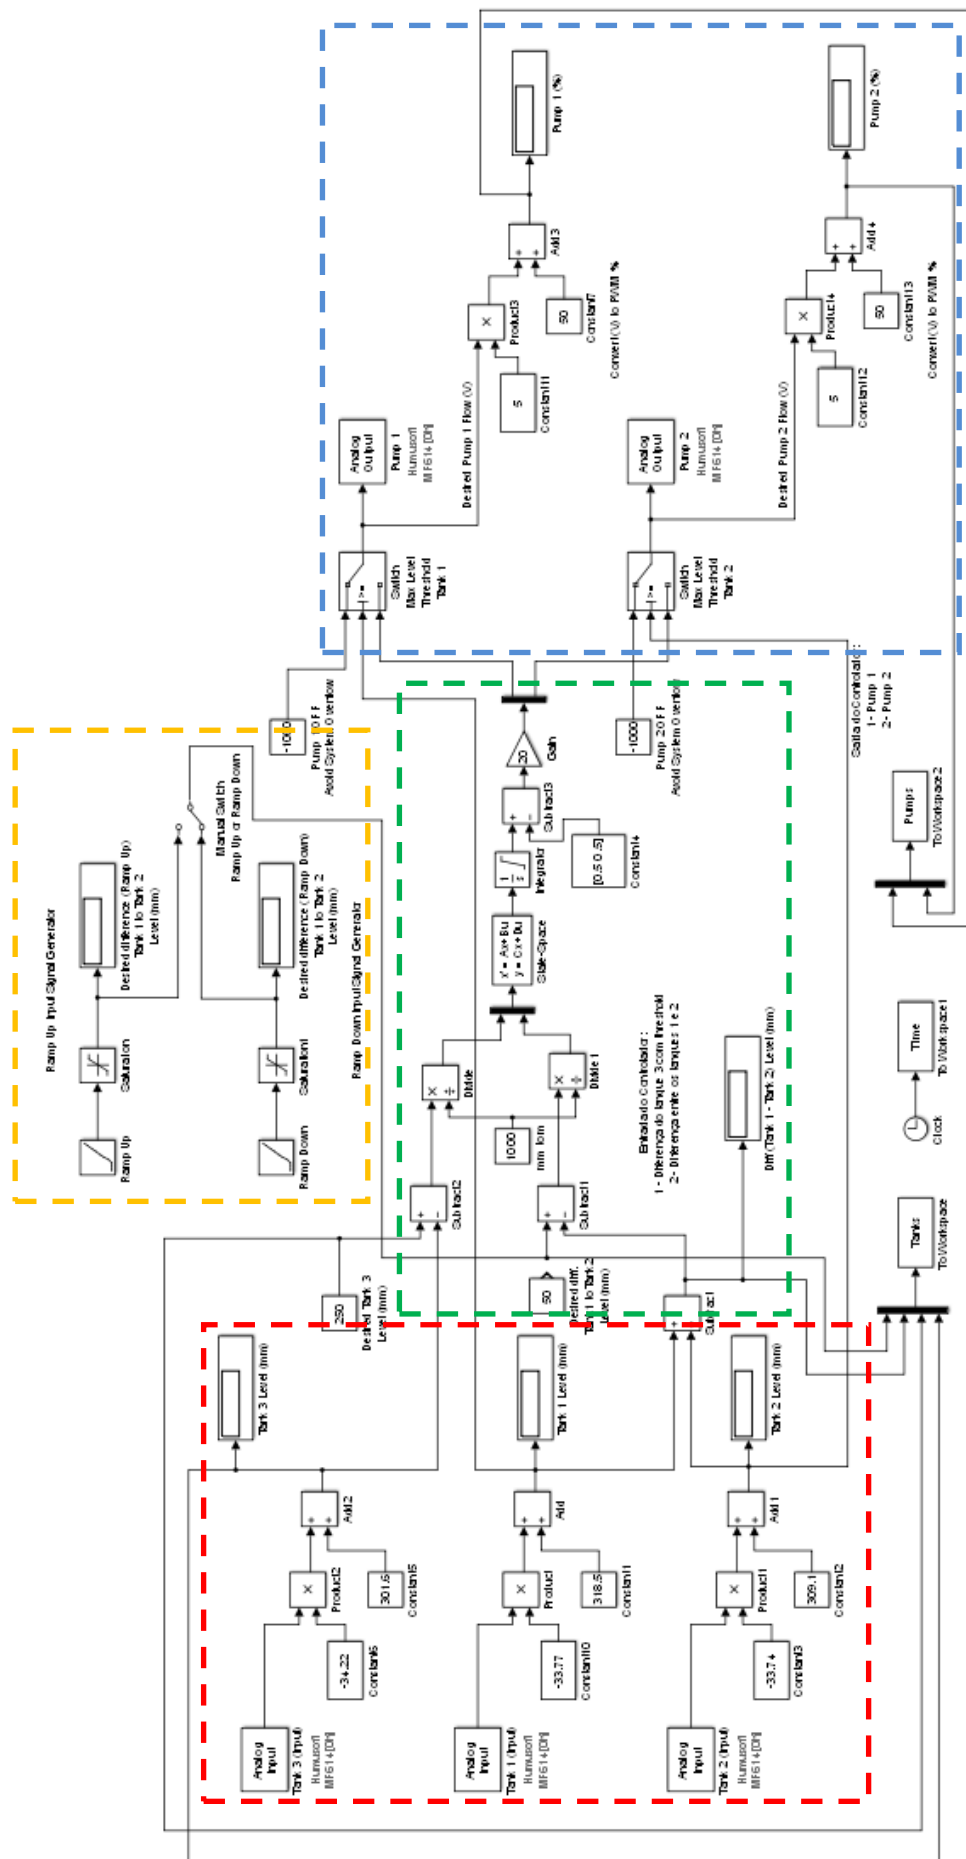 Ramp Up Input Signal Generator
Ramp Up
Saturation
Desired difference (Ramp Up)
Tank 1 to Tank 2
Level (mm)
Manual Switch
Ramp Up or Ramp Down
Ramp Down Input Signal Generator
Ramp Down
Saturation1
Desired difference (Ramp Down)
Tank 1 to Tank 2
Level (mm)
Analog
Input
Tank 3 (Input)
Humusoft
MF614 [DH]
-34.22
Constant6
×
Product2
301.6
Constant5
+
+
Add2
Tank 3 Level (mm)
250
Desired Tank 3
Level (mm)
Analog
Input
Tank 1 (Input)
Humusoft
MF614 [DH]
-33.77
Constant10
×
Product
318.5
Constant1
+
+
Add
Tank 1 Level (mm)
50
Desired diff.
Tank 1 to Tank 2
Level (mm)
Analog
Input
Tank 2 (Input)
Humusoft
MF614 [DH]
-33.74
Constant3
×
Product1
309.1
Constant2
+
+
Add1
Tank 2 Level (mm)
Subtract
+
−
Subtract2
+
−
Subtract1
1000
mm to m
×
÷
Divide
×
÷
Divide1
x' = Ax+Bu
y = Cx+Du
State-Space
1
s
Integrator
[0.5 0.5]
Constant4
+
−
Subtract3
20
Gain
Entrada do Controlador:
1 - Diferença do tanque 3 com threshold
2- Diferença entre os tanques 1 e 2
Diff (Tank 1 - Tank 2) Level (mm)
-1000
Pump 1 OFF
Avoid System Overflow
-1000
Pump 2 OFF
Avoid System Overflow
>=
Switch
Max Level
Threshold
Tank 1
Analog
Output
Pump 1
Humusoft
MF614 [DH]
Desired Pump 1 Flow (V)
5
Constant11
×
Product3
50
Constant7
+
+
Add3
Pump 1 (%)
Convert (V) to PWM %
>=
Switch
Max Level
Threshold
Tank 2
Analog
Output
Pump 2
Humusoft
MF614 [DH]
Desired Pump 2 Flow (V)
5
Constant12
×
Product4
50
Constant13
+
+
Add4
Pump 2 (%)
Convert (V) to PWM %
Saída do Controlador:
1- Pump 1
2- Pump 2
Tanks
To Workspace
Clock
Time
To Workspace1
Pumps
To Workspace2